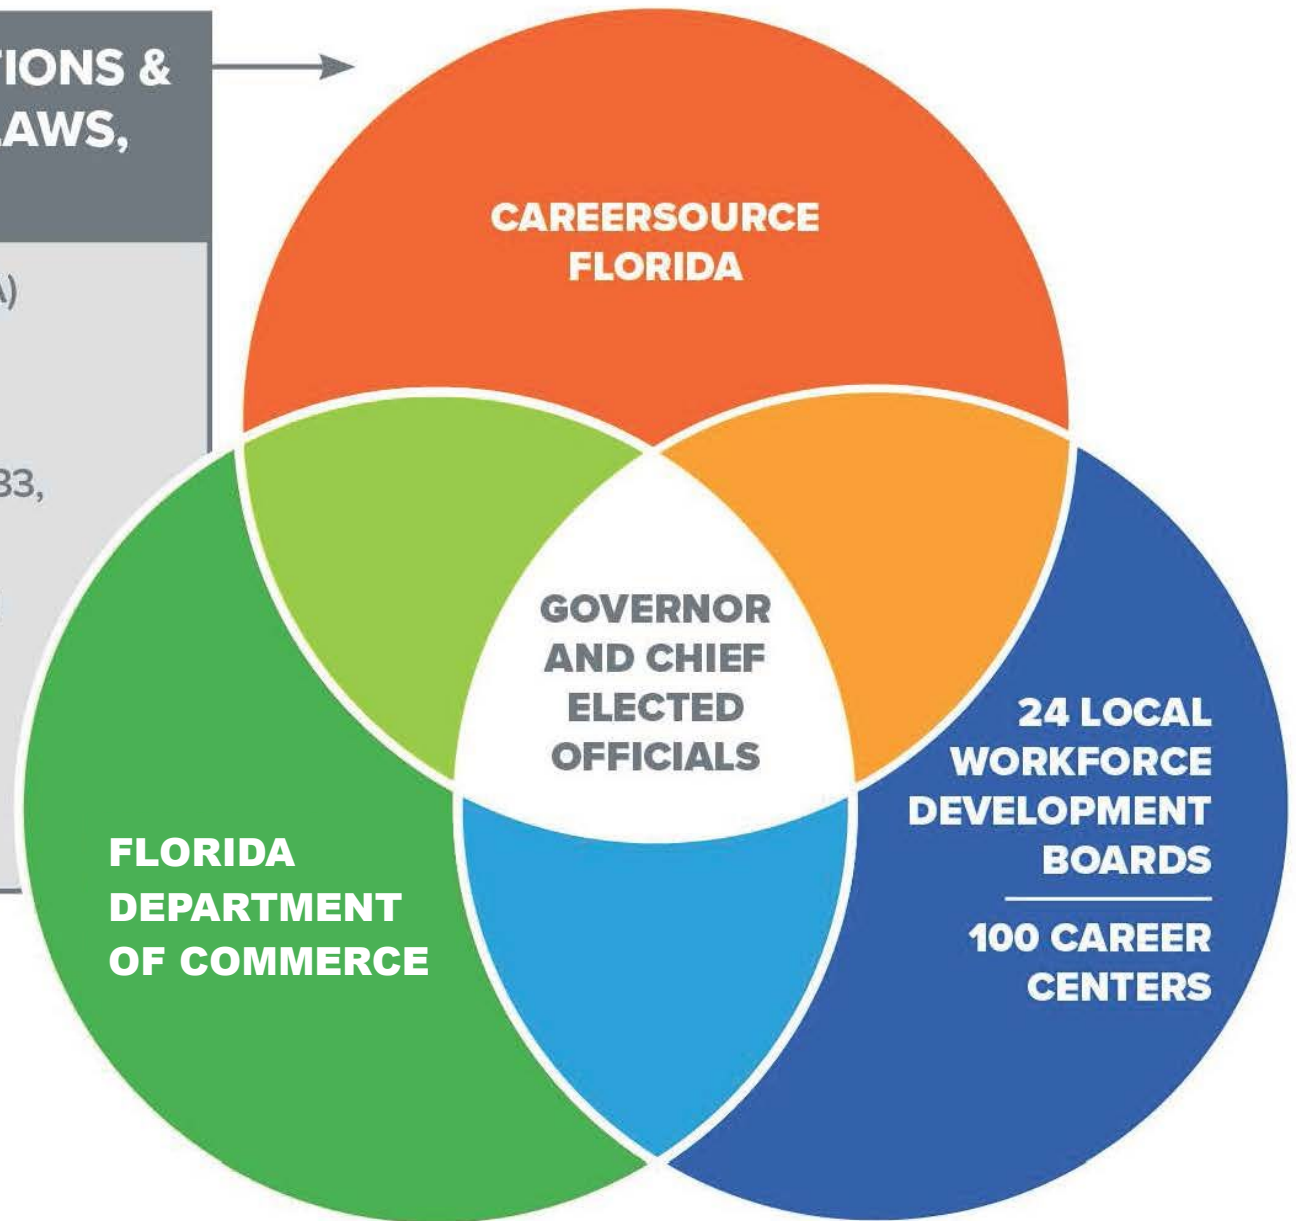 TIONS &
LAWS,
A)
33,
CAREERSOURCE
FLORIDA
GOVERNOR
AND CHIEF
ELECTED
OFFICIALS
24 LOCAL
WORKFORCE
DEVELOPMENT
BOARDS
100 CAREER
CENTERS
FLORIDA
DEPARTMENT
OF COMMERCE